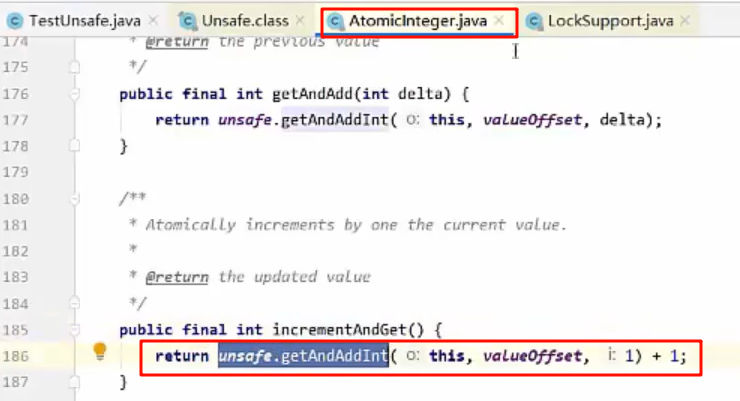 TestUnsafe.java × Unsafe.class × AtomicInteger.java × LockSupport.java ×
174 * @return the previous value
175 */
176 public final int getAndAdd(int delta) {
177 return unsafe.getAndAddInt( o: this, valueOffset, delta);
178 }
179
180 /**
181 * Atomically increments by one the current value.
182 *
183 * @return the updated value
184 */
185 public final int incrementAndGet() {
186 return unsafe.getAndAddInt( o: this, valueOffset, i: 1) + 1;
187 }